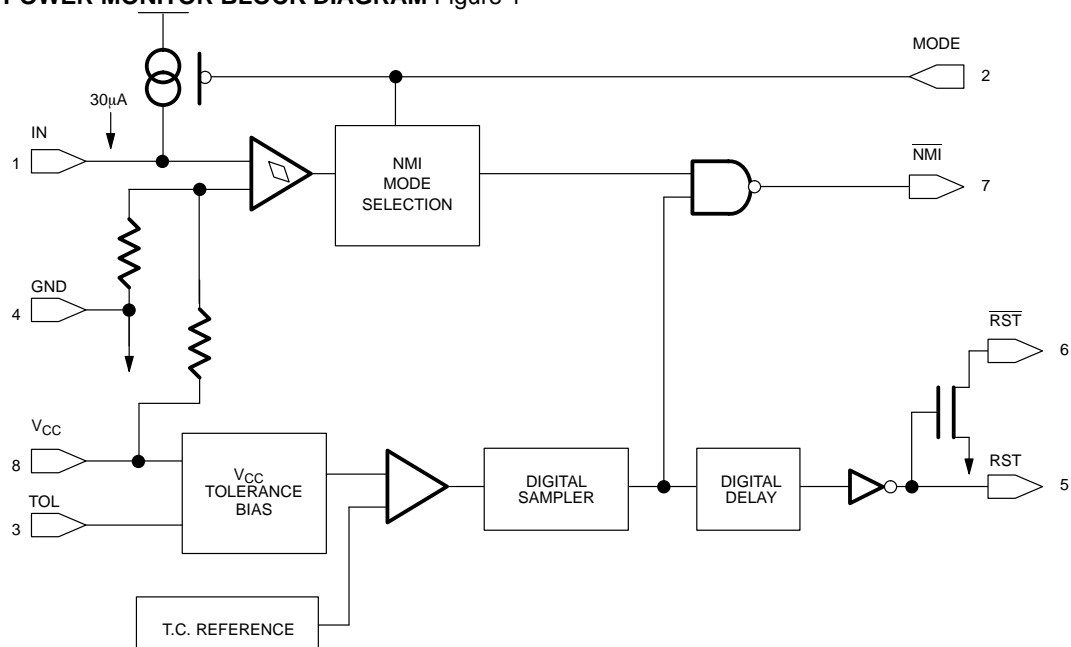 POWER MONITOR BLOCK DIAGRAM Figure 1
MODE
2
30µA
IN
1
NMI
MODE
SELECTION
NMI
7
GND
4
RST
6
VCC
8
VCC
TOLERANCE
BIAS
DIGITAL
SAMPLER
DIGITAL
DELAY
RST
5
TOL
3
T.C. REFERENCE